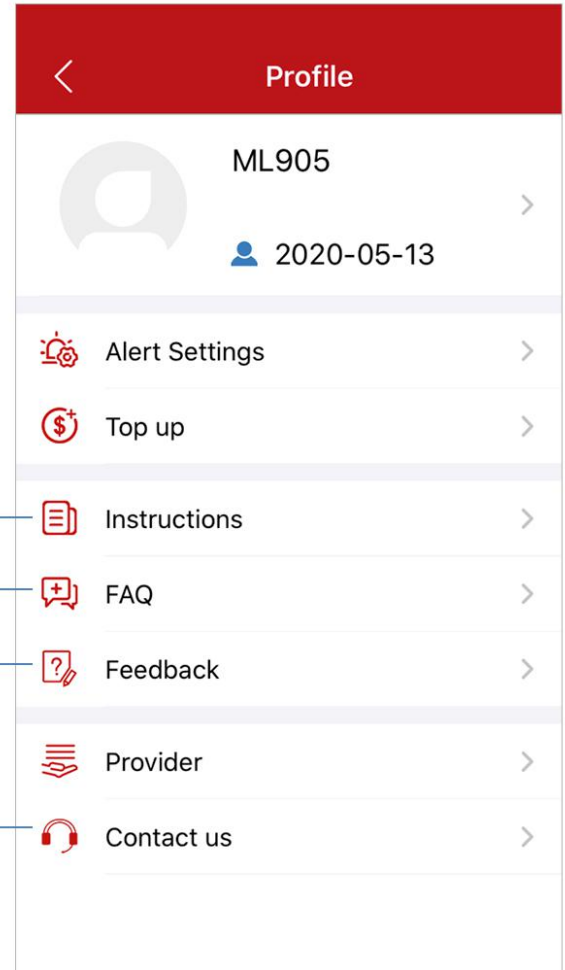 Profile
ML905
2020-05-13
Alert Settings
Top up
Instructions
FAQ
Feedback
Provider
Contact us